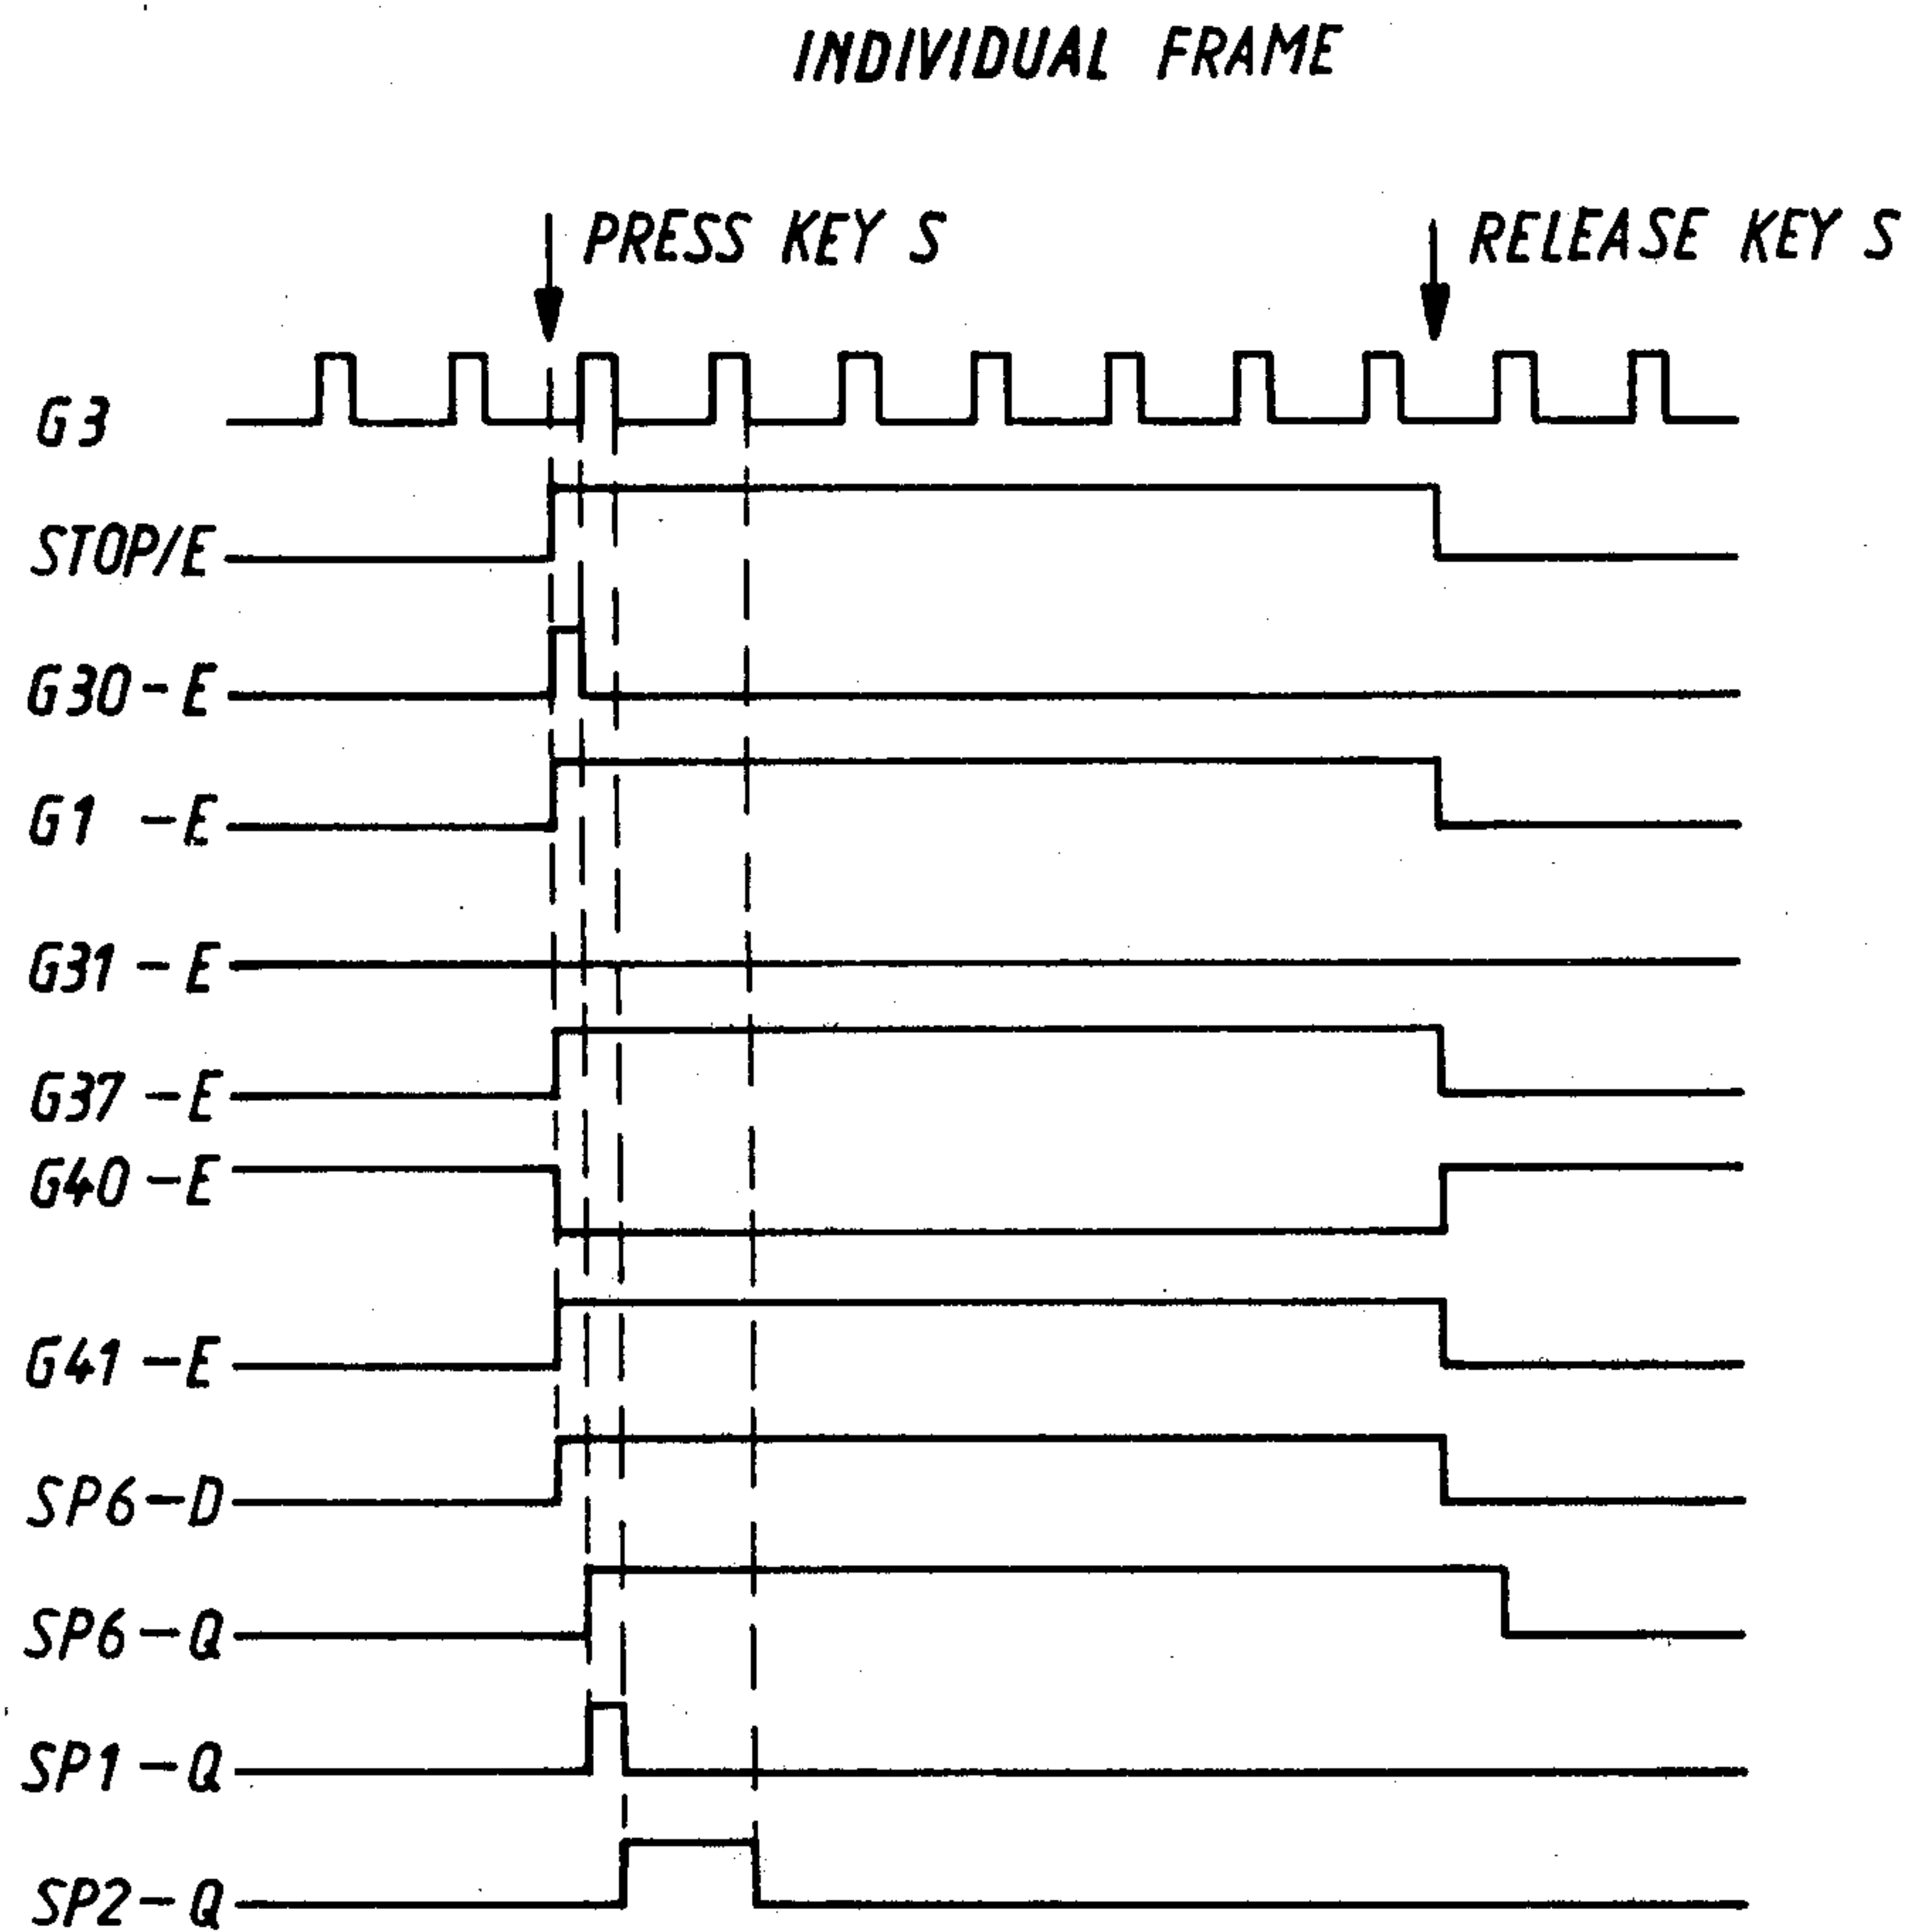 INDIVIDUAL FRAME
PRESS KEY S
RELEASE KEY S
G3
STOP/E
G30-E
G1 -E
G31-E
G37-E
G40-E
G41-E
SP6-D
SP6-Q
SP1-Q
SP2-Q